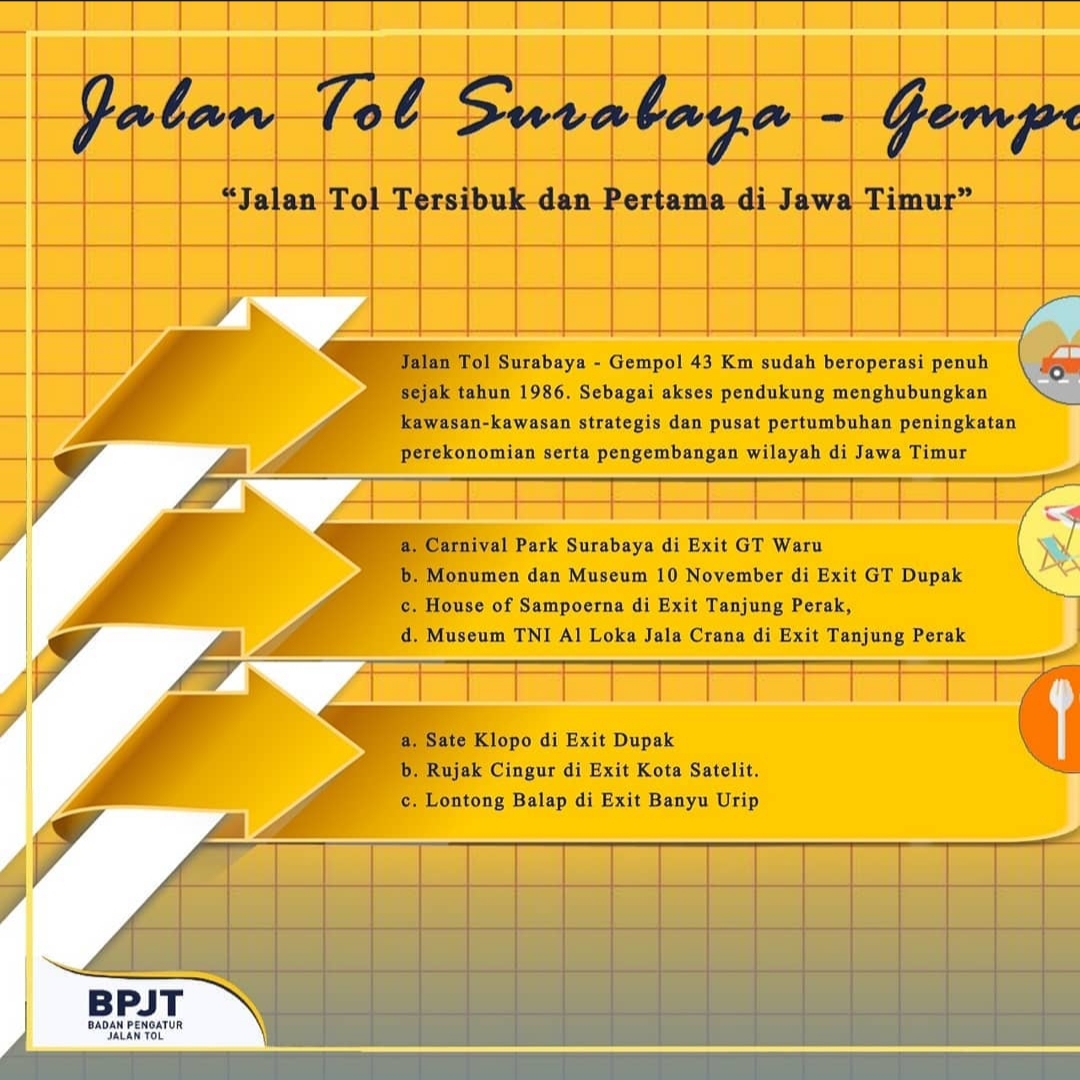 Jalan Tol Surabaya - Gempo
“Jalan Tol Tersibuk dan Pertama di Jawa Timur”
Jalan Tol Surabaya - Gempol 43 Km sudah beroperasi penuh
sejak tahun 1986. Sebagai akses pendukung menghubungkan
kawasan-kawasan strategis dan pusat pertumbuhan peningkatan
perekonomian serta pengembangan wilayah di Jawa Timur
a. Carnival Park Surabaya di Exit GT Waru
b. Monumen dan Museum 10 November di Exit GT Dupak
c. House of Sampoerna di Exit Tanjung Perak,
d. Museum TNI Al Loka Jala Crana di Exit Tanjung Perak
a. Sate Klopo di Exit Dupak
b. Rujak Cingur di Exit Kota Satelit.
c. Lontong Balap di Exit Banyu Urip
BPJT
BADAN PENGATUR
JALAN TOL